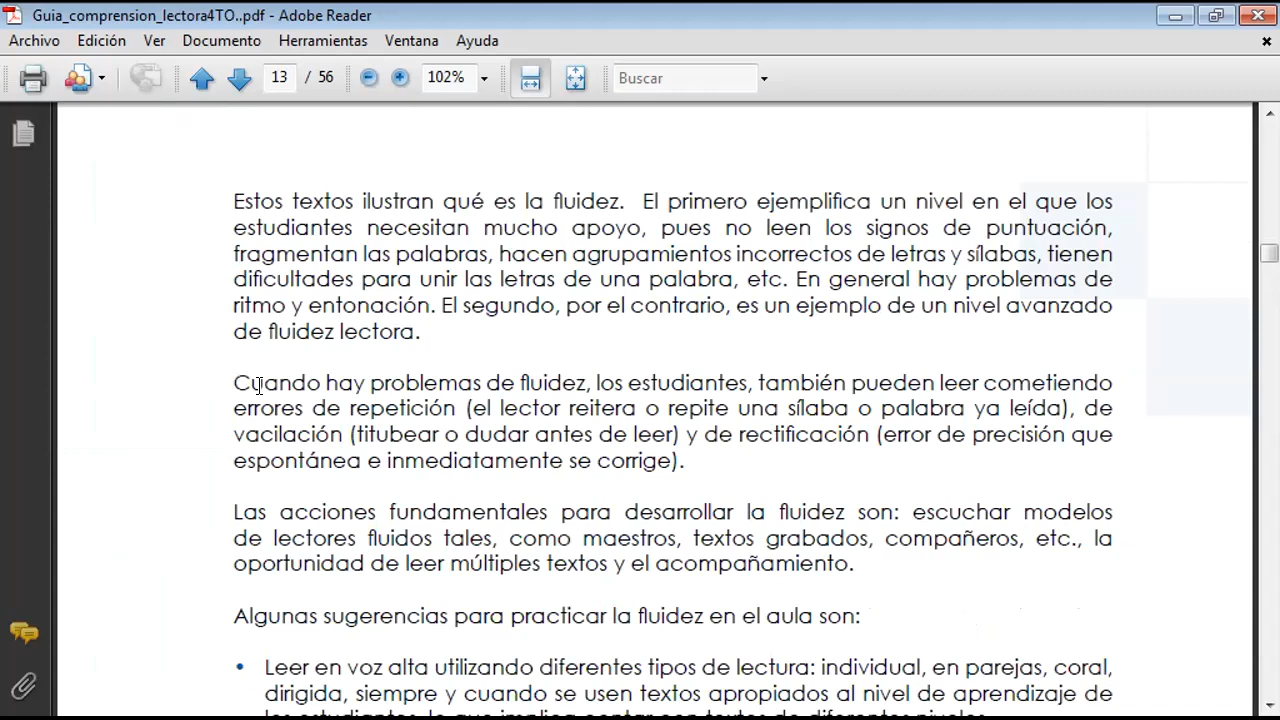 Guia_comprension_lectora4TO..pdf - Adobe Reader
Archivo Edición Ver Documento Herramientas Ventana Ayuda
13 / 56 102% Buscar
Estos textos ilustran qué es la fluidez. El primero ejemplifica un nivel en el que los
estudiantes necesitan mucho apoyo, pues no leen los signos de puntuación,
fragmentan las palabras, hacen agrupamientos incorrectos de letras y sílabas, tienen
dificultades para unir las letras de una palabra, etc. En general hay problemas de
ritmo y entonación. El segundo, por el contrario, es un ejemplo de un nivel avanzado
de fluidez lectora.
Cuando hay problemas de fluidez, los estudiantes, también pueden leer cometiendo
errores de repetición (el lector reitera o repite una sílaba o palabra ya leída), de
vacilación (titubear o dudar antes de leer) y de rectificación (error de precisión que
espontánea e inmediatamente se corrige).
Las acciones fundamentales para desarrollar la fluidez son: escuchar modelos
de lectores fluidos tales, como maestros, textos grabados, compañeros, etc., la
oportunidad de leer múltiples textos y el acompañamiento.
Algunas sugerencias para practicar la fluidez en el aula son:
• Leer en voz alta utilizando diferentes tipos de lectura: individual, en parejas, coral,
dirigida, siempre y cuando se usen textos apropiados al nivel de aprendizaje de